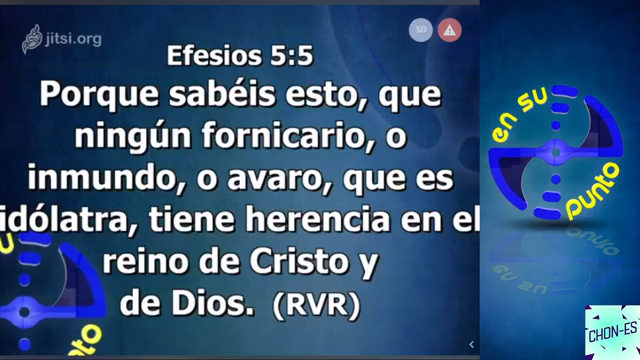 jitsi.org
SD
Efesios 5:5
Porque sabéis esto, que
ningún fornicario, o
inmundo, o avaro, que es
idólatra, tiene herencia en el
reino de Cristo y
de Dios. (RVR)
en su
punto
CHON-ES